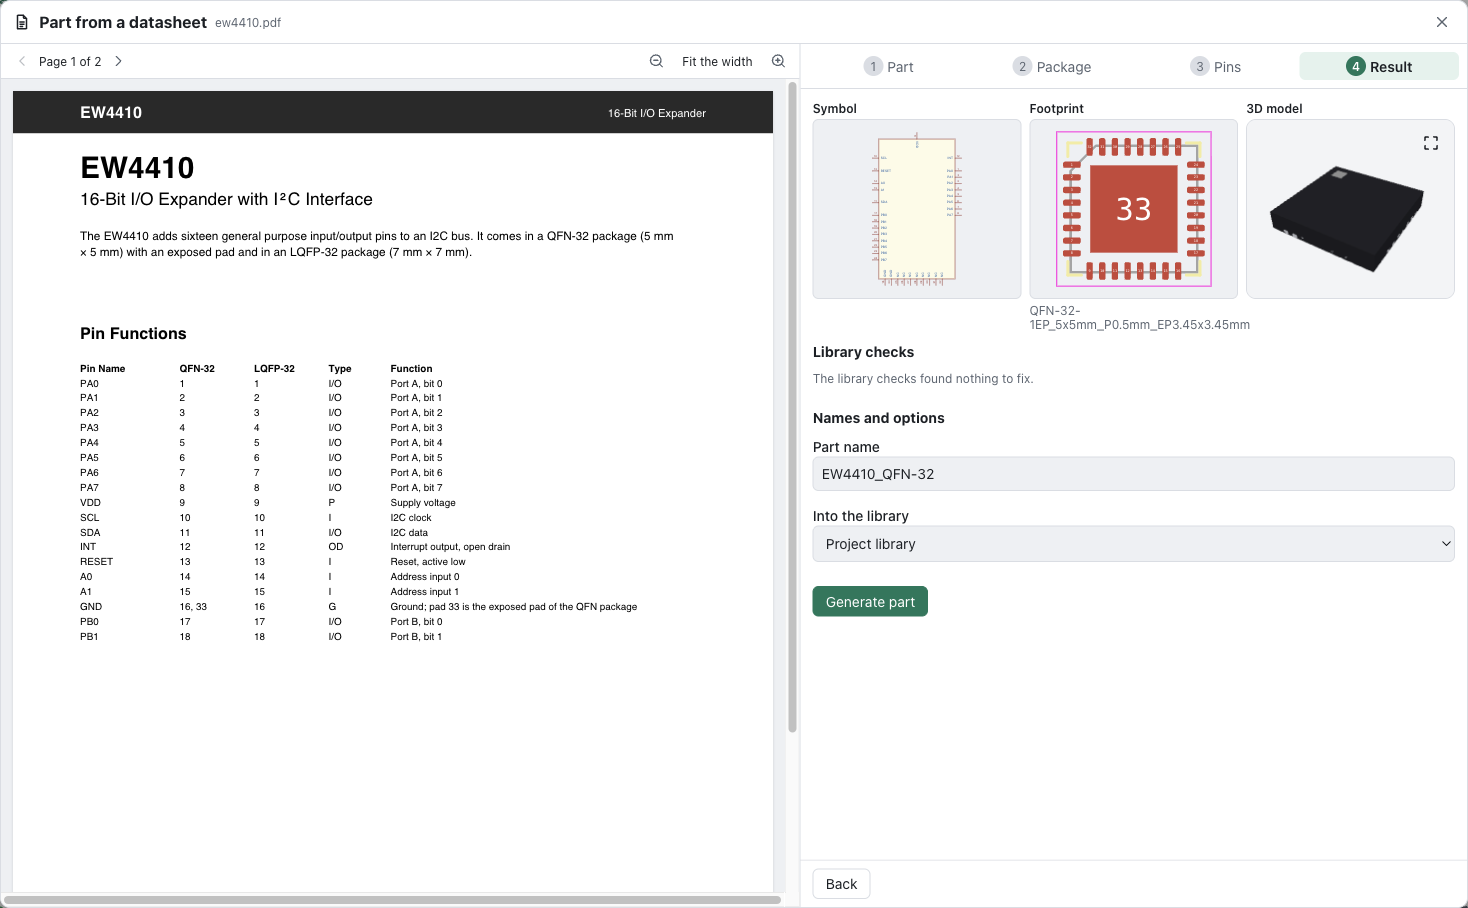 Part from a datasheet ew4410.pdf
Page 1 of 2
Fit the width
EW4410
16-Bit I/O Expander
EW4410
16-Bit I/O Expander with I²C Interface
The EW4410 adds sixteen general purpose input/output pins to an I2C bus. It comes in a QFN-32 package (5 mm
× 5 mm) with an exposed pad and in an LQFP-32 package (7 mm × 7 mm).
Pin Functions
Pin Name QFN-32 LQFP-32 Type Function
PA0 1 1 I/O Port A, bit 0
PA1 2 2 I/O Port A, bit 1
PA2 3 3 I/O Port A, bit 2
PA3 4 4 I/O Port A, bit 3
PA4 5 5 I/O Port A, bit 4
PA5 6 6 I/O Port A, bit 5
PA6 7 7 I/O Port A, bit 6
PA7 8 8 I/O Port A, bit 7
VDD 9 9 P Supply voltage
SCL 10 10 I I2C clock
SDA 11 11 I/O I2C data
INT 12 12 OD Interrupt output, open drain
RESET 13 13 I Reset, active low
A0 14 14 I Address input 0
A1 15 15 I Address input 1
GND 16, 33 16 G Ground; pad 33 is the exposed pad of the QFN package
PB0 17 17 I/O Port B, bit 0
PB1 18 18 I/O Port B, bit 1
1 Part
2 Package
3 Pins
4 Result
Symbol
Footprint
3D model
33
QFN-32-
1EP_5x5mm_P0.5mm_EP3.45x3.45mm
Library checks
The library checks found nothing to fix.
Names and options
Part name
EW4410_QFN-32
Into the library
Project library
Generate part
Back